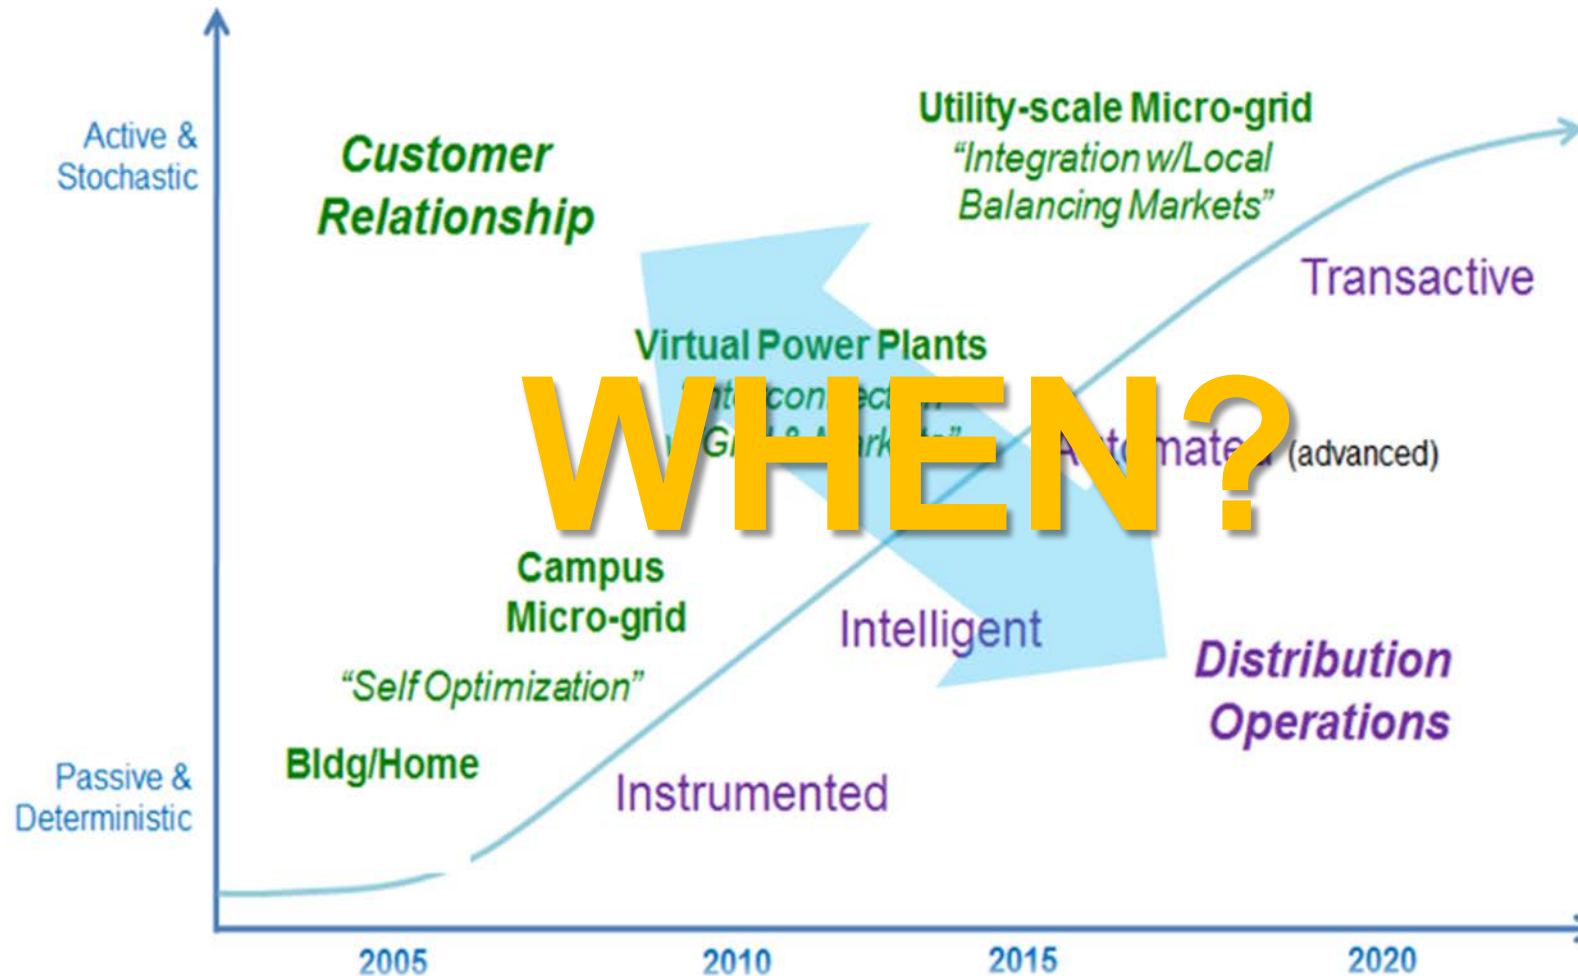 Active &
Stochastic
Customer
Relationship
Utility-scale Micro-grid
“Integration w/Local
Balancing Markets”
Transactive
Virtual Power Plants
WHEN?
(advanced)
Campus
Micro-grid
Intelligent
“Self Optimization”
Distribution
Operations
Bldg/Home
Instrumented
Passive &
Deterministic
2005 2010 2015 2020